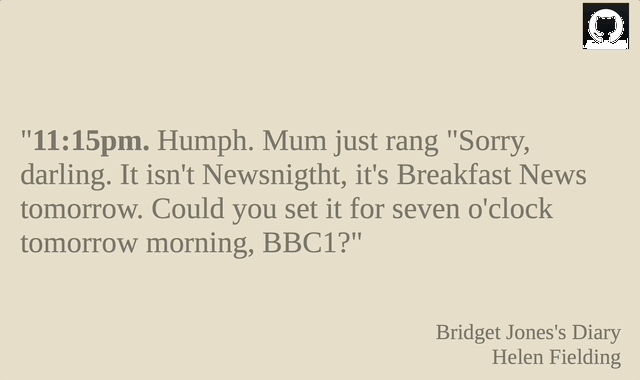 "11:15pm. Humph. Mum just rang "Sorry,
darling. It isn't Newsnigtht, it's Breakfast News
tomorrow. Could you set it for seven o'clock
tomorrow morning, BBC1?"
Bridget Jones's Diary
Helen Fielding